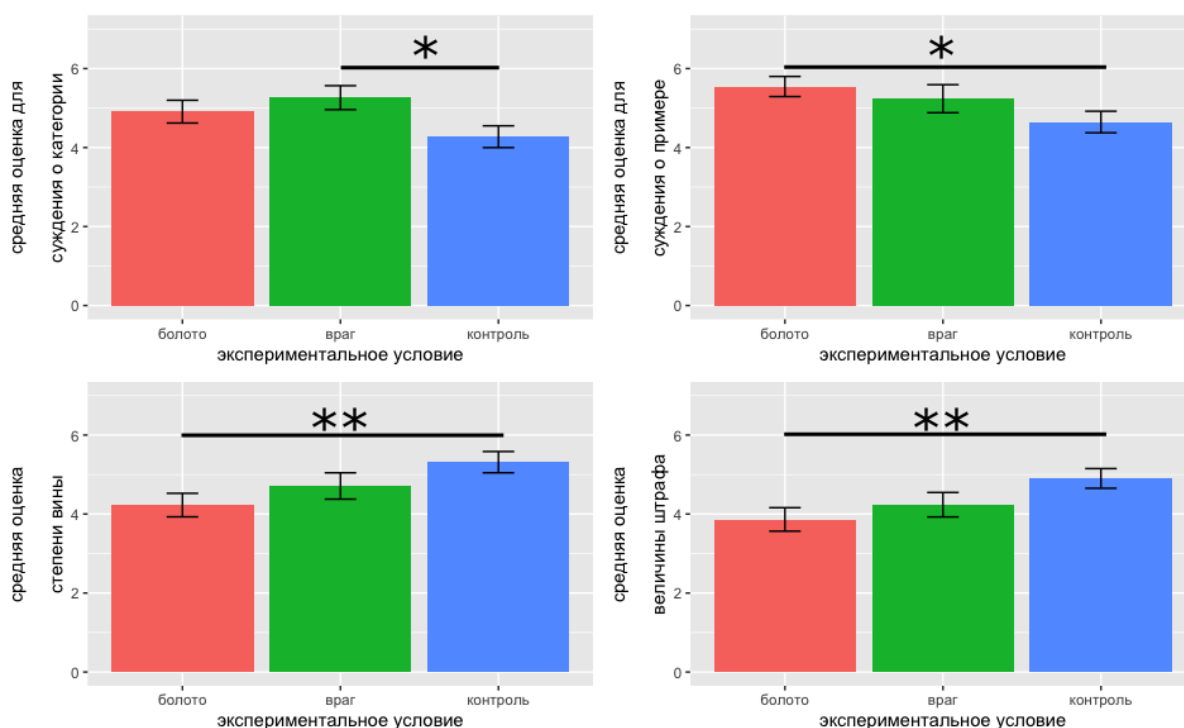 *
средняя оценка для
суждения о категории
6
4
2
0
болото враг контроль
экспериментальное условие
*
средняя оценка для
суждения о примере
6
4
2
0
болото враг контроль
экспериментальное условие
**
средняя оценка
степени вины
6
4
2
0
болото враг контроль
экспериментальное условие
**
средняя оценка
величины штрафа
6
4
2
0
болото враг контроль
экспериментальное условие